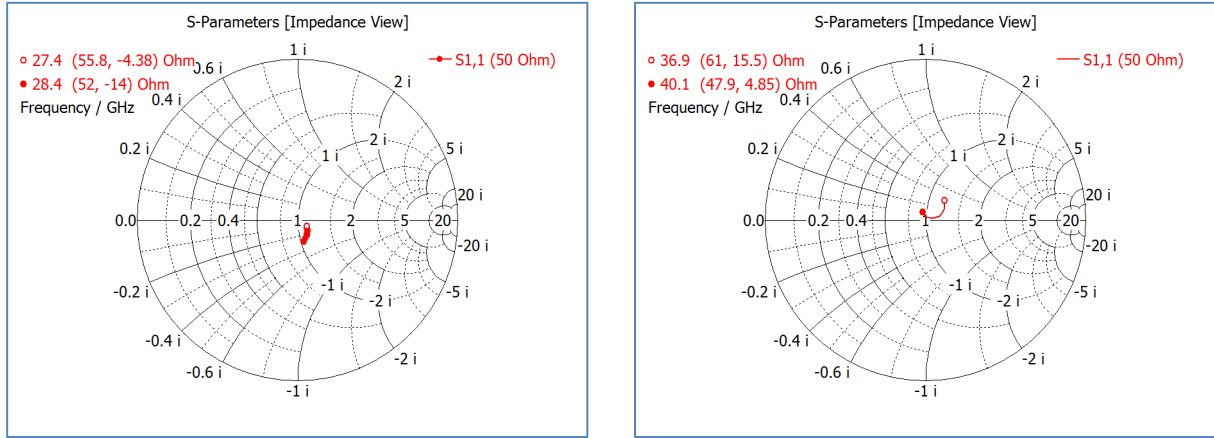 S-Parameters [Impedance View]
27.4 (55.8, -4.38) Ohm
28.4 (52, -14) Ohm
Frequency / GHz
S1,1 (50 Ohm)
1 i
0.6 i
2 i
0.4 i
0.2 i
2 i
5 i
1 i
20 i
0.0
0.2
0.4
1
2
5
20
-20 i
-0.2 i
-1 i
-2 i
-5 i
-0.4 i
-0.6 i
-2 i
-1 i
S-Parameters [Impedance View]
36.9 (61, 15.5) Ohm
40.1 (47.9, 4.85) Ohm
Frequency / GHz
S1,1 (50 Ohm)
1 i
0.6 i
2 i
0.4 i
0.2 i
2 i
5 i
1 i
20 i
0.0
0.2
0.4
1
2
5
20
-20 i
-0.2 i
-1 i
-2 i
-5 i
-0.4 i
-0.6 i
-2 i
-1 i